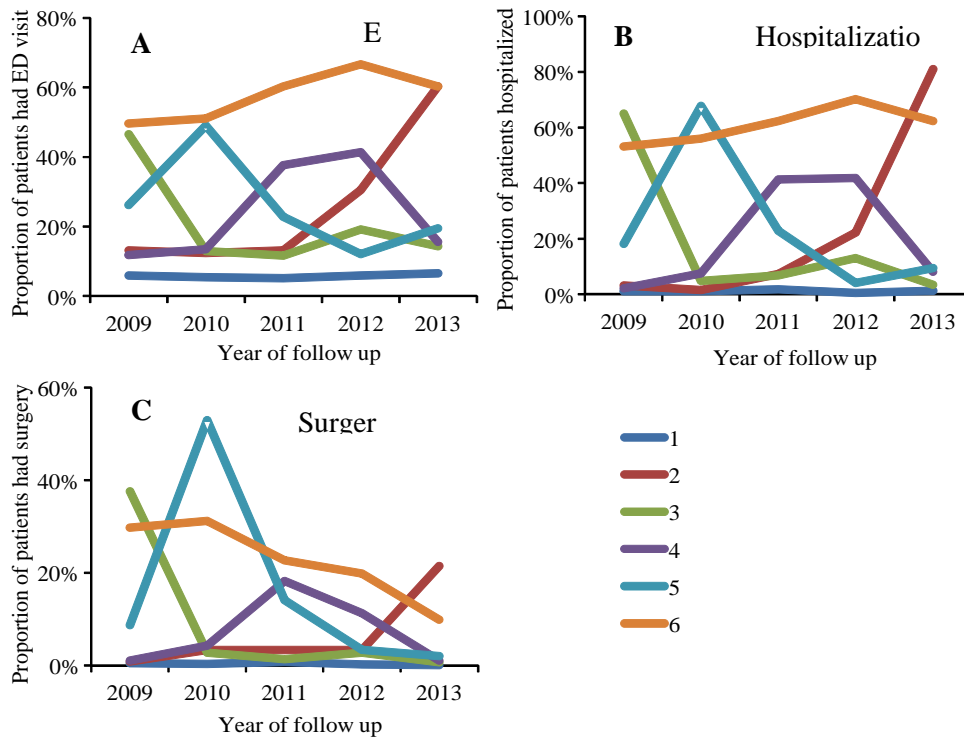 A
E
Proportion of patients had ED visit
80%
60%
40%
20%
0%
2009 2010 2011 2012 2013
Year of follow up
B
Hospitalizatio
Proportion of patients hospitalized
100%
80%
60%
40%
20%
0%
2009 2010 2011 2012 2013
Year of follow up
C
Surger
Proportion of patients had surgery
60%
40%
20%
0%
2009 2010 2011 2012 2013
Year of follow up
1
2
3
4
5
6